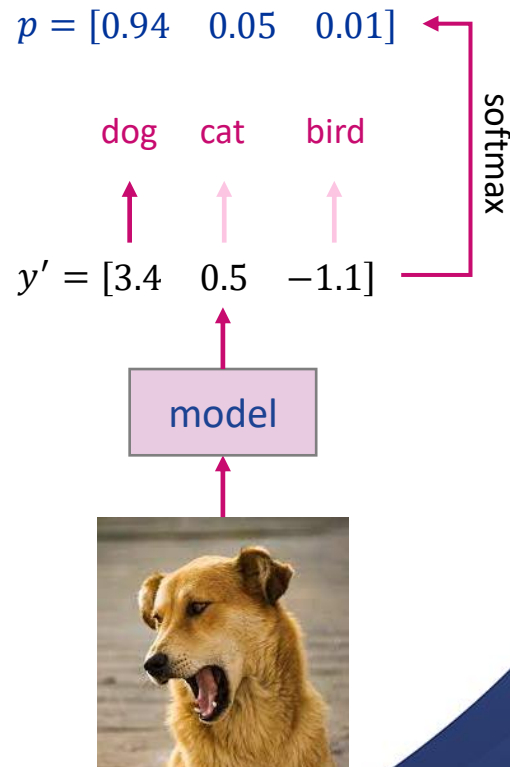 p = [0.94 0.05 0.01]
softmax
dog cat bird
y′ = [3.4 0.5 −1.1]
model